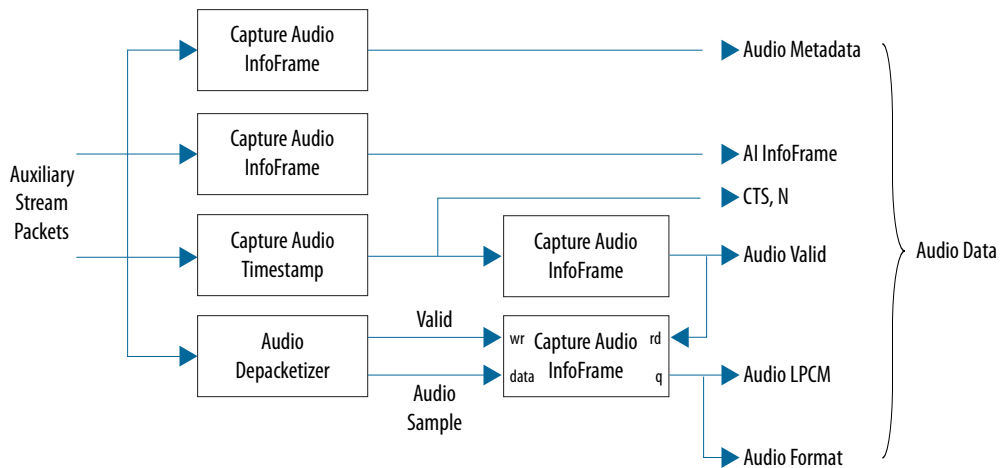 Capture Audio
InfoFrame
Audio Metadata
Capture Audio
InfoFrame
AI InfoFrame
Auxiliary
Stream
Packets
CTS, N
Capture Audio
Timestamp
Capture Audio
InfoFrame
Audio Valid
Audio Data
Valid
Audio
Depacketizer
wr
rd
Capture Audio
InfoFrame
data
q
Audio LPCM
Audio
Sample
Audio Format